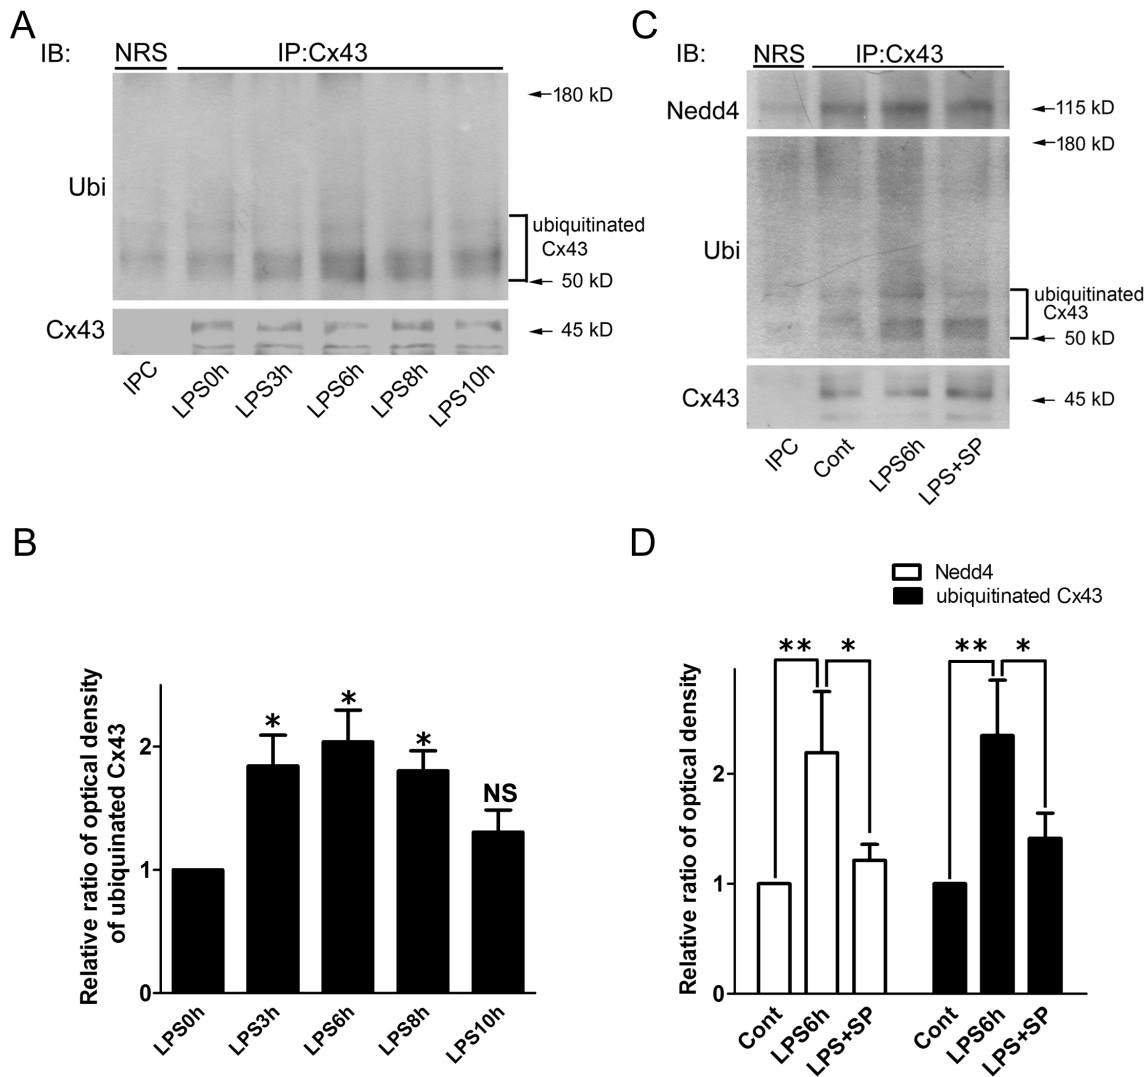 A
IB: NRS IP:Cx43
180 kD
Ubi
ubiquitinated
Cx43
50 kD
Cx43
45 kD
IPC LPS0h LPS3h LPS6h LPS8h LPS10h
C
IB: NRS IP:Cx43
Nedd4
115 kD
180 kD
Ubi
ubiquitinated
Cx43
50 kD
Cx43
45 kD
IPC Cont LPS6h LPS+SP
B
Relative ratio of optical density
of ubiquinated Cx43
2
1
0
* * * NS
LPS0h LPS3h LPS6h LPS8h LPS10h
D
Nedd4
ubiquitinated Cx43
** * ** *
Relative ratio of optical density
2
1
0
Cont LPS6h LPS+SP Cont LPS6h LPS+SP